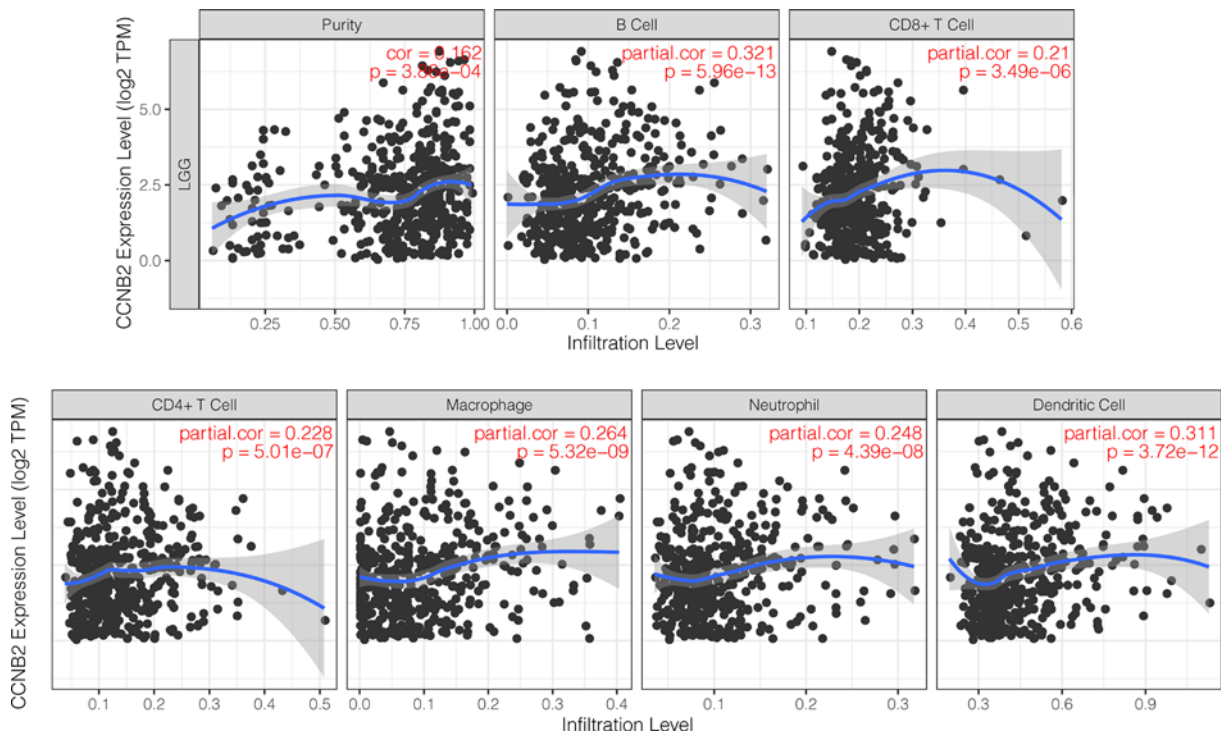 Purity
B Cell
CD8+ T Cell
cor = 0.162
p = 3.86e−04
partial.cor = 0.321
p = 5.96e−13
partial.cor = 0.21
p = 3.49e−06
CCNB2 Expression Level (log2 TPM)
LGG
5.0
2.5
0.0
0.25 0.50 0.75 1.00
0.0 0.1 0.2 0.3
0.1 0.2 0.3 0.4 0.5 0.6
Infiltration Level
CD4+ T Cell
Macrophage
Neutrophil
Dendritic Cell
partial.cor = 0.228
p = 5.01e−07
partial.cor = 0.264
p = 5.32e−09
partial.cor = 0.248
p = 4.39e−08
partial.cor = 0.311
p = 3.72e−12
CCNB2 Expression Level (log2 TPM)
0.1 0.2 0.3 0.4 0.5
0.0 0.1 0.2 0.3 0.4
0.1 0.2 0.3
0.3 0.6 0.9
Infiltration Level